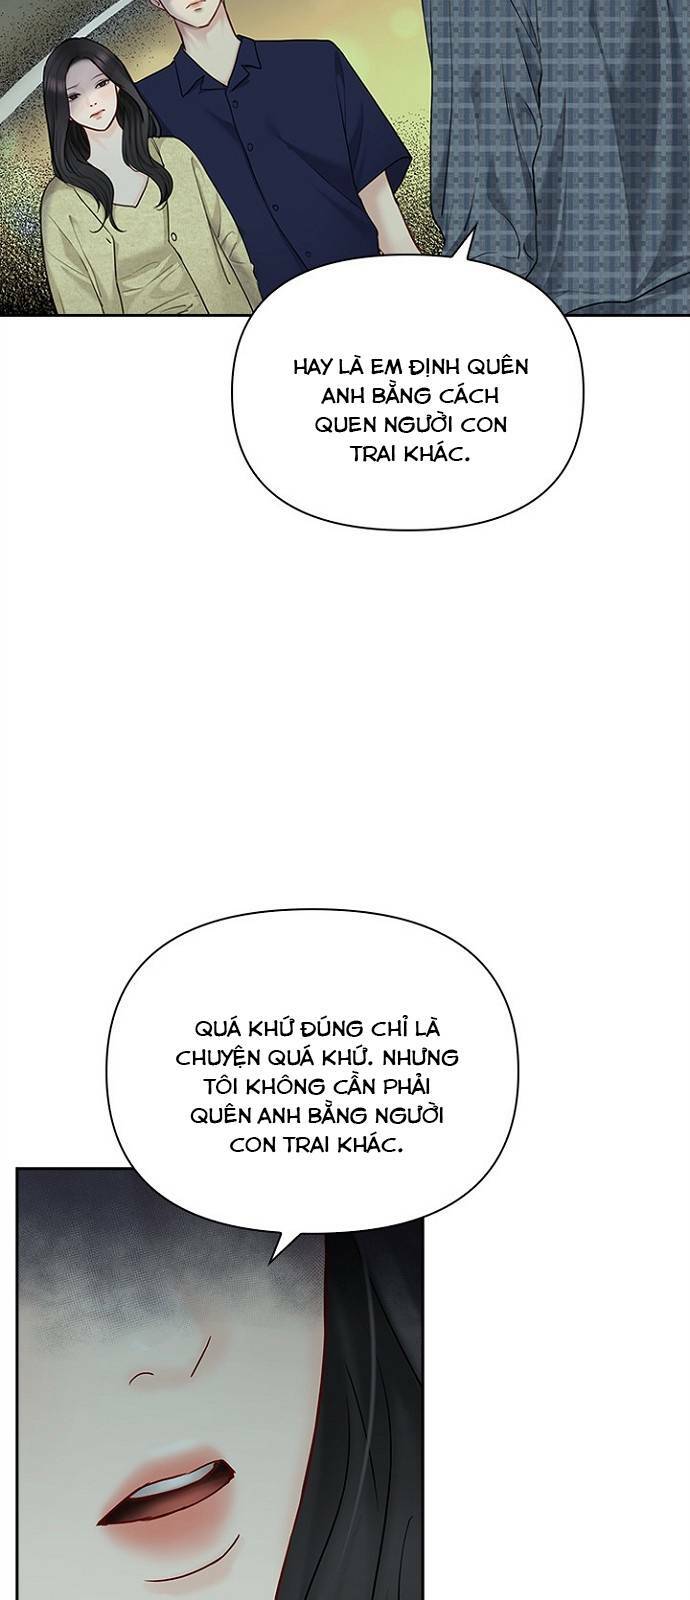 HAY LÀ EM ĐỊNH QUÊN
ANH BẰNG CÁCH
QUEN NGƯỜI CON
TRAI KHÁC.
QUÁ KHỨ ĐÚNG CHỈ LÀ
CHUYỆN QUÁ KHỨ. NHƯNG
TÔI KHÔNG CẦN PHẢI
QUÊN ANH BẰNG NGƯỜI
CON TRAI KHÁC.